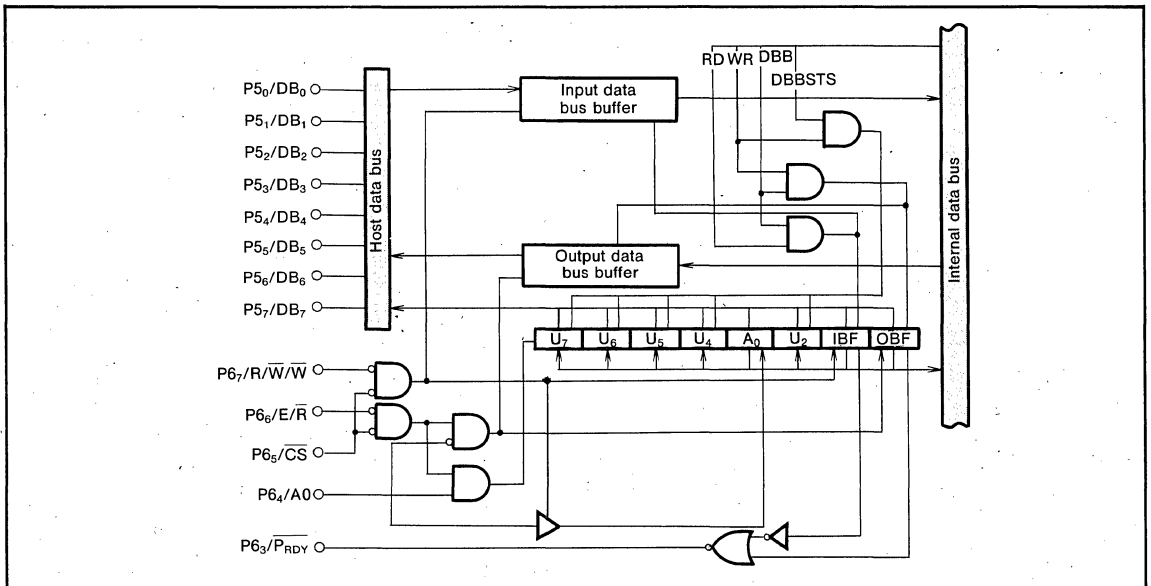 RD WR DBB
DBBSTS
P5₀/DB₀
P5₁/DB₁
P5₂/DB₂
P5₃/DB₃
P5₄/DB₄
P5₅/DB₅
P5₆/DB₆
P5₇/DB₇
Host data bus
Input data
bus buffer
Output data
bus buffer
Internal data bus
U₇ U₆ U₅ U₄ A₀ U₂ IBF OBF
P6₇/R/W̅/W̅
P6₆/E/R̅
P6₅/C̅S̅
P6₄/A0
P6₃/P̅R̅D̅Y̅